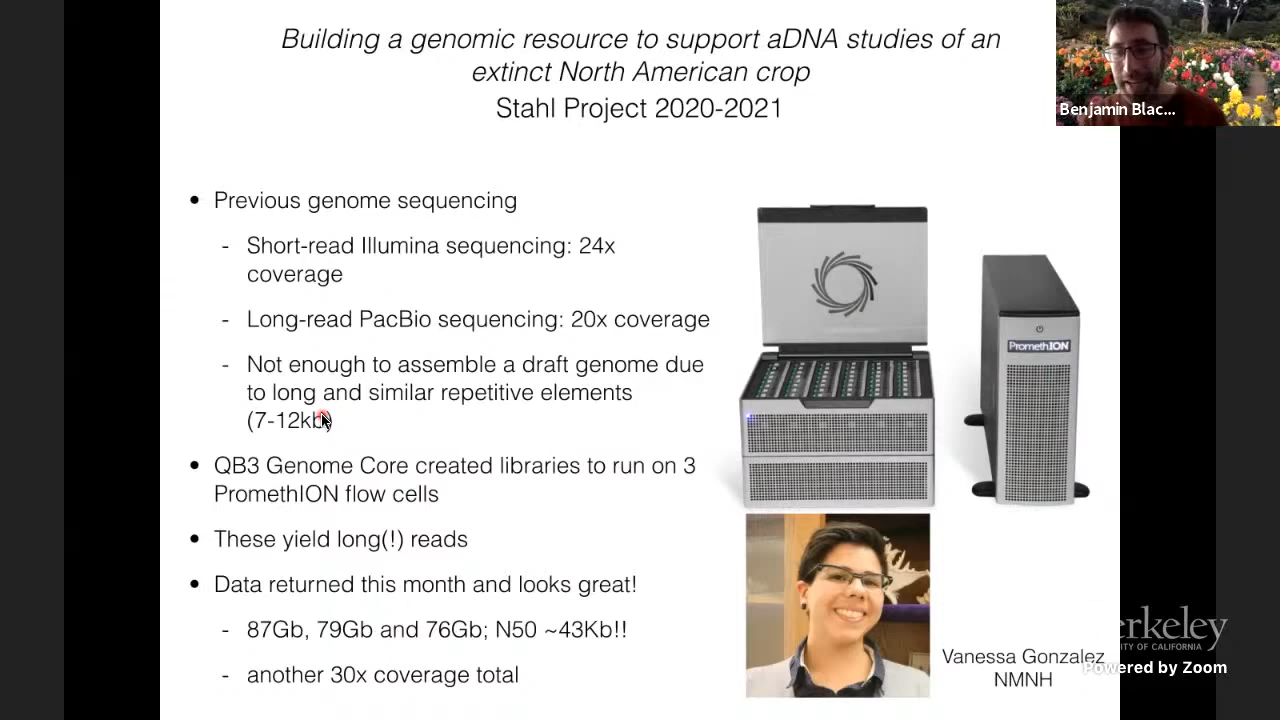 Building a genomic resource to support aDNA studies of an
extinct North American crop
Stahl Project 2020-2021
Benjamin Blac...
• Previous genome sequencing
- Short-read Illumina sequencing: 24x
coverage
- Long-read PacBio sequencing: 20x coverage
- Not enough to assemble a draft genome due
to long and similar repetitive elements
(7-12kb)
PromethION
• QB3 Genome Core created libraries to run on 3
PromethION flow cells
• These yield long(!) reads
• Data returned this month and looks great!
- 87Gb, 79Gb and 76Gb; N50 ~43Kb!!
- another 30x coverage total
Vanessa Gonzalez
NMNH
erkeley
ITY OF CALIFORNIA
Powered by Zoom